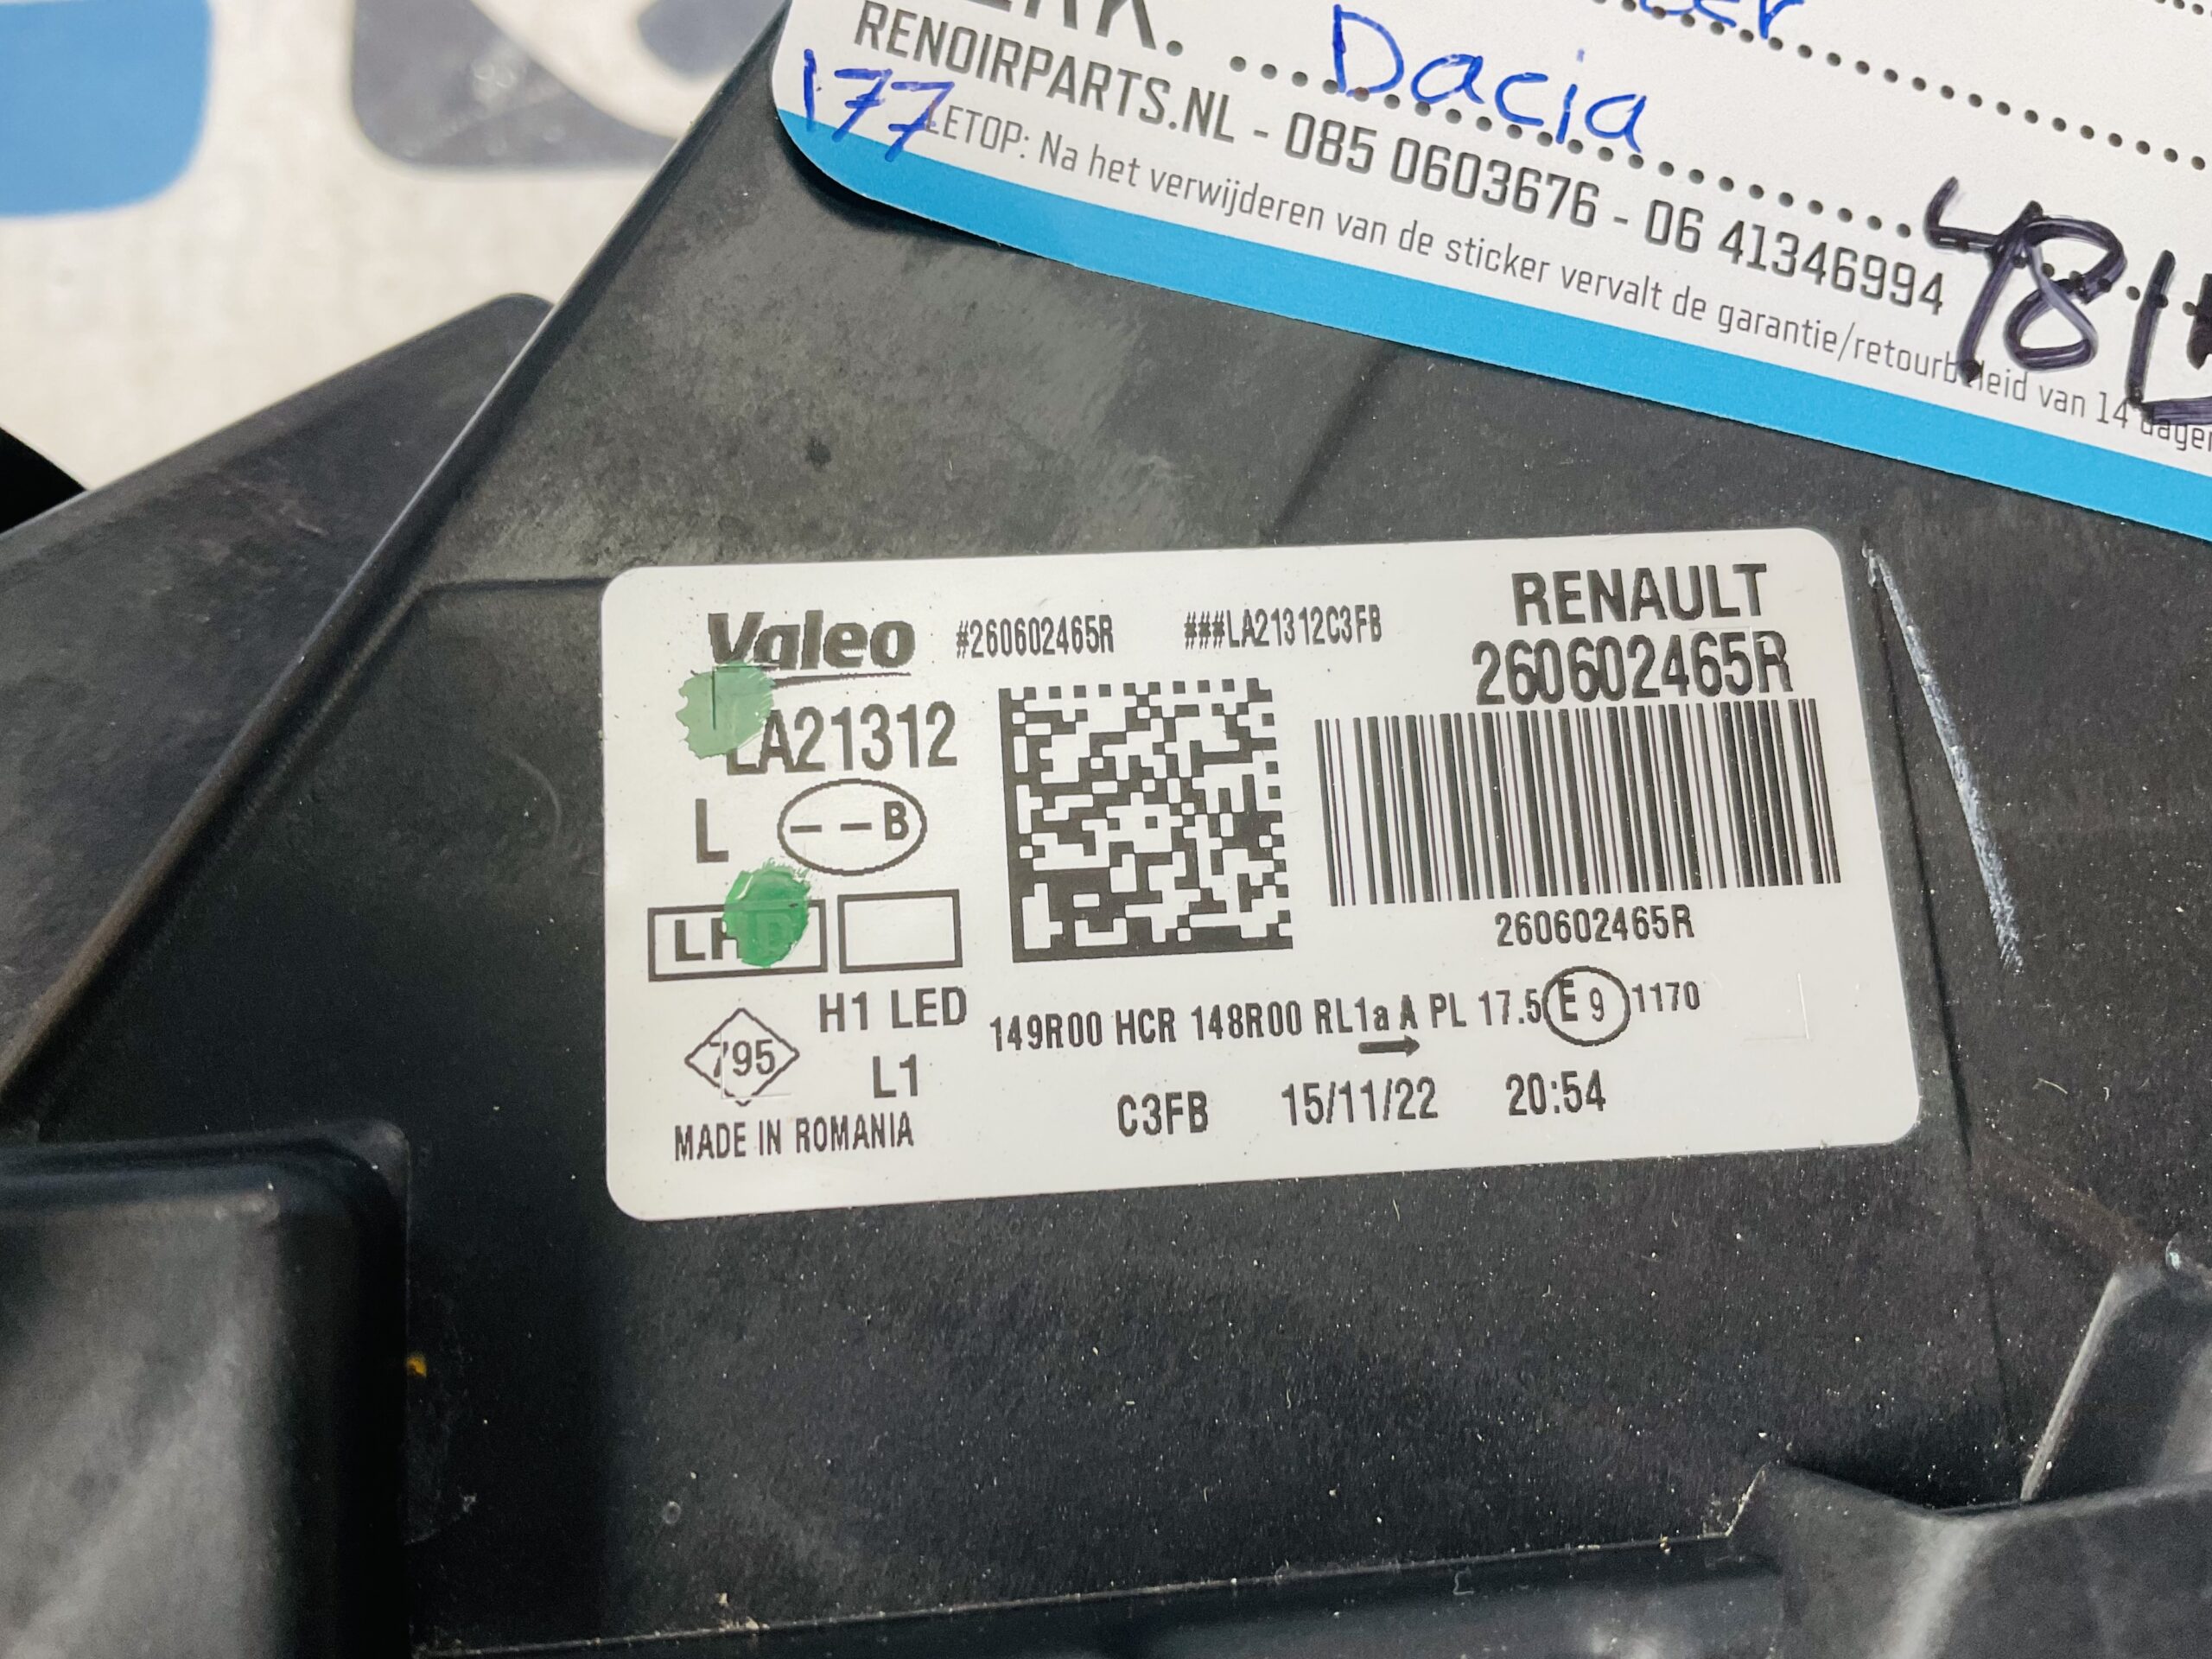 Dacia
RENOIRPARTS.NL - 085 0603676 - 06 41346994
177
LETOP: Na het verwijderen van de sticker vervalt de garantie/retourbeleid van 14 dagen
Valeo #260602465R ###LA21312C3FB RENAULT
260602465R
LA21312
L --B
LHD
260602465R
H1 LED 149R00 HCR 148R00 RL1a A PL 17.5 E 9 1170
795 L1
C3FB 15/11/22 20:54
MADE IN ROMANIA